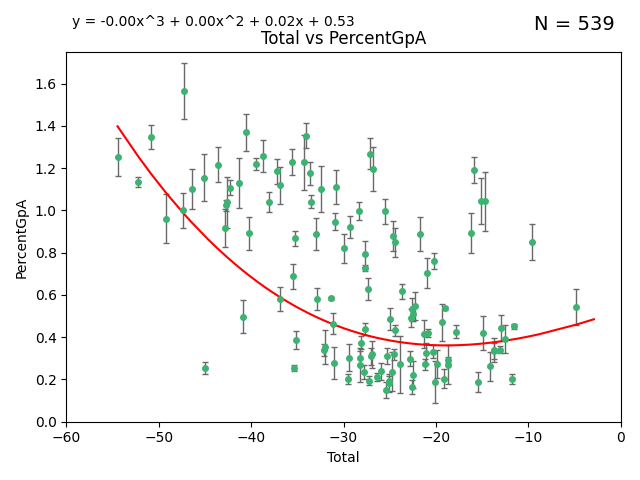 y = -0.00x^3 + 0.00x^2 + 0.02x + 0.53
N = 539
Total vs PercentGpA
1.6
1.4
1.2
1.0
0.8
0.6
0.4
0.2
0.0
PercentGpA
−60 −50 −40 −30 −20 −10 0
Total